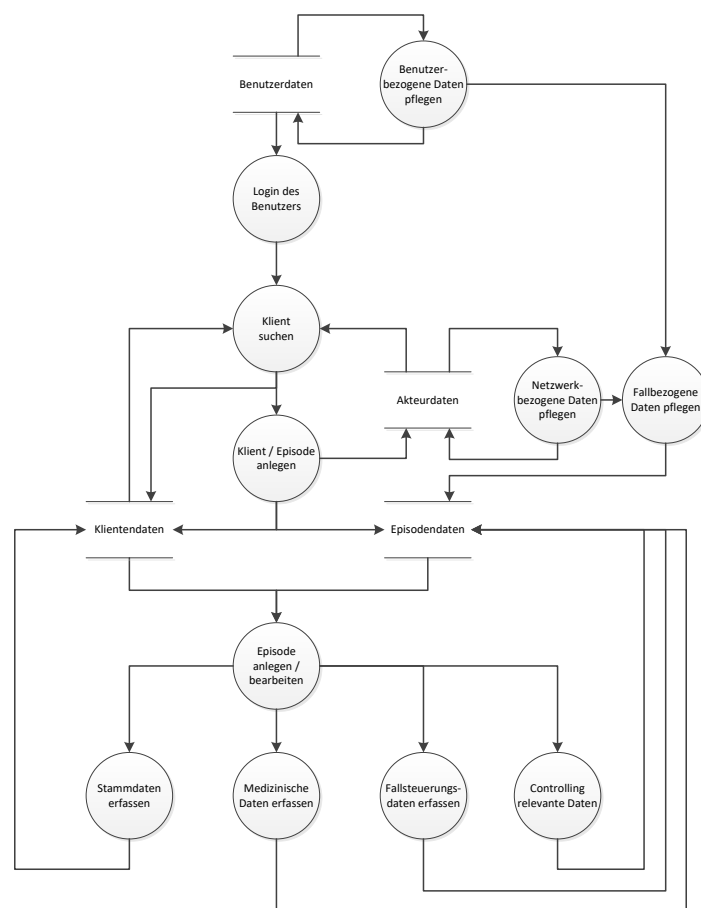 Benutzer-
bezogene Daten
pflegen
Benutzerdaten
Login des
Benutzers
Klient
suchen
Akteurdaten
Netzwerk-
bezogene Daten
pflegen
Fallbezogene
Daten pflegen
Klient / Episode
anlegen
Klientendaten
Episodendaten
Episode
anlegen /
bearbeiten
Stammdaten
erfassen
Medizinische
Daten erfassen
Fallsteuerungs-
daten erfassen
Controlling
relevante Daten